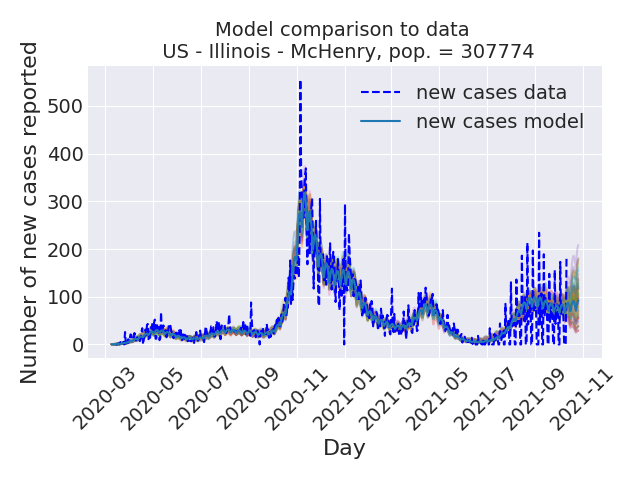 Model comparison to data
US - Illinois - McHenry, pop. = 307774
Number of new cases reported
500
400
300
200
100
0
new cases data
new cases model
2020-03
2020-05
2020-07
2020-09
2020-11
2021-01
2021-03
2021-05
2021-07
2021-09
2021-11
Day